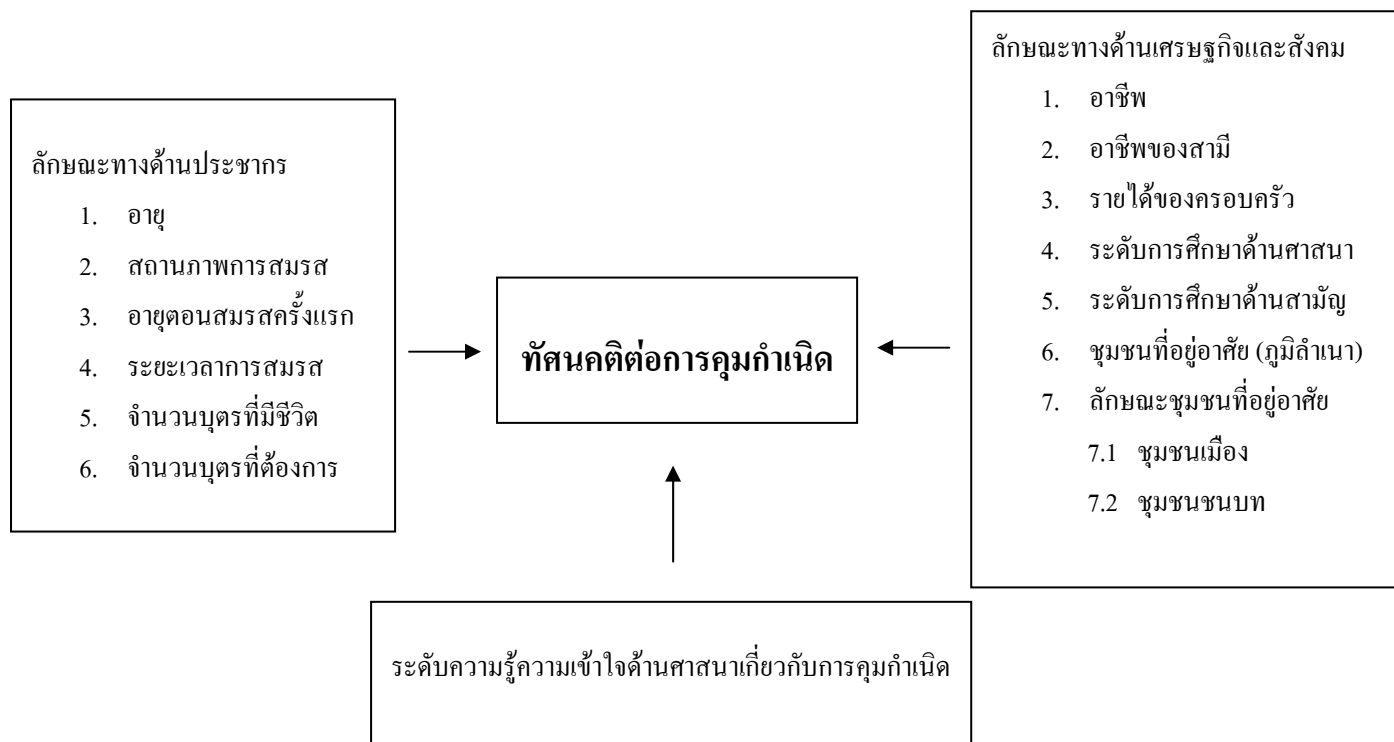 ลักษณะทางด้านประชากร
1. อายุ
2. สถานภาพการสมรส
3. อายุตอนสมรสครั้งแรก
4. ระยะเวลาการสมรส
5. จำนวนบุตรที่มีชีวิต
6. จำนวนบุตรที่ต้องการ
ทัศนคติต่อการคุมกำเนิด
ลักษณะทางด้านเศรษฐกิจและสังคม
1. อาชีพ
2. อาชีพของสามี
3. รายได้ของครอบครัว
4. ระดับการศึกษาด้านศาสนา
5. ระดับการศึกษาด้านสามัญ
6. ชุมชนที่อยู่อาศัย (ภูมิลำเนา)
7. ลักษณะชุมชนที่อยู่อาศัย
7.1 ชุมชนเมือง
7.2 ชุมชนชนบท
ระดับความรู้ความเข้าใจด้านศาสนาเกี่ยวกับการคุมกำเนิด